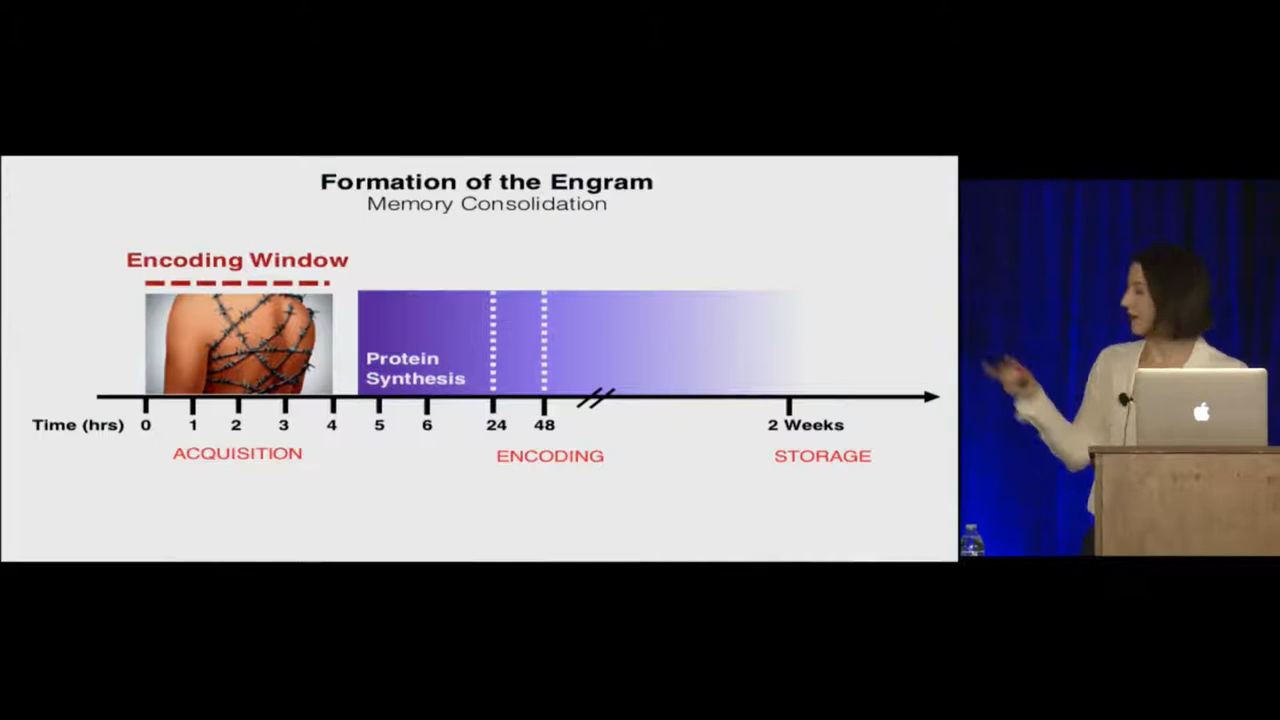 Formation of the Engram
Memory Consolidation
Encoding Window
Protein
Synthesis
Time (hrs) 0 1 2 3 4 5 6 24 48 2 Weeks
ACQUISITION ENCODING STORAGE